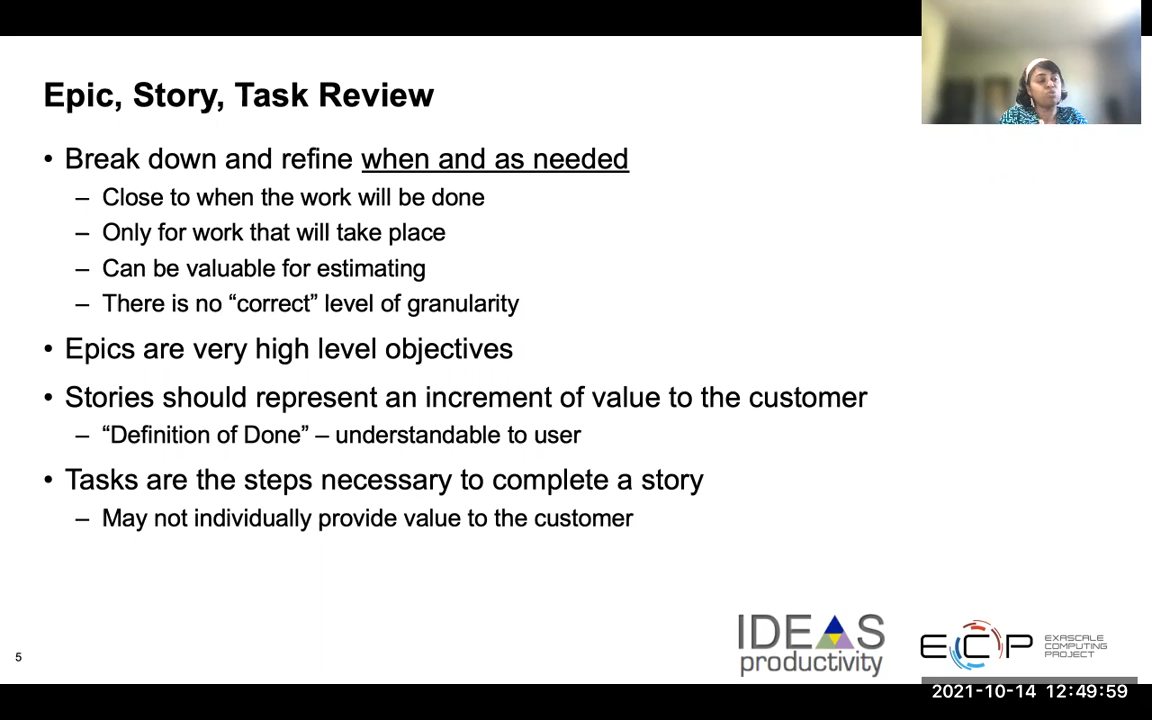 Epic, Story, Task Review
• Break down and refine when and as needed
– Close to when the work will be done
– Only for work that will take place
– Can be valuable for estimating
– There is no “correct” level of granularity
• Epics are very high level objectives
• Stories should represent an increment of value to the customer
– “Definition of Done” – understandable to user
• Tasks are the steps necessary to complete a story
– May not individually provide value to the customer
5
IDEAS
productivity
ECP
EXASCALE
COMPUTING
PROJECT
2021-10-14 12:49:59